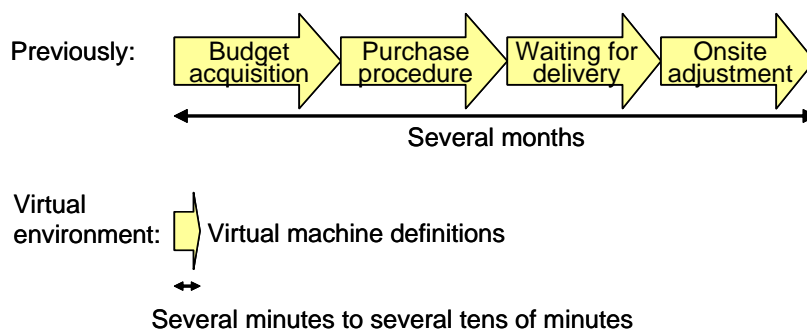 Previously:
Budget acquisition
Purchase procedure
Waiting for delivery
Onsite adjustment
Several months
Virtual
environment:
Virtual machine definitions
Several minutes to several tens of minutes